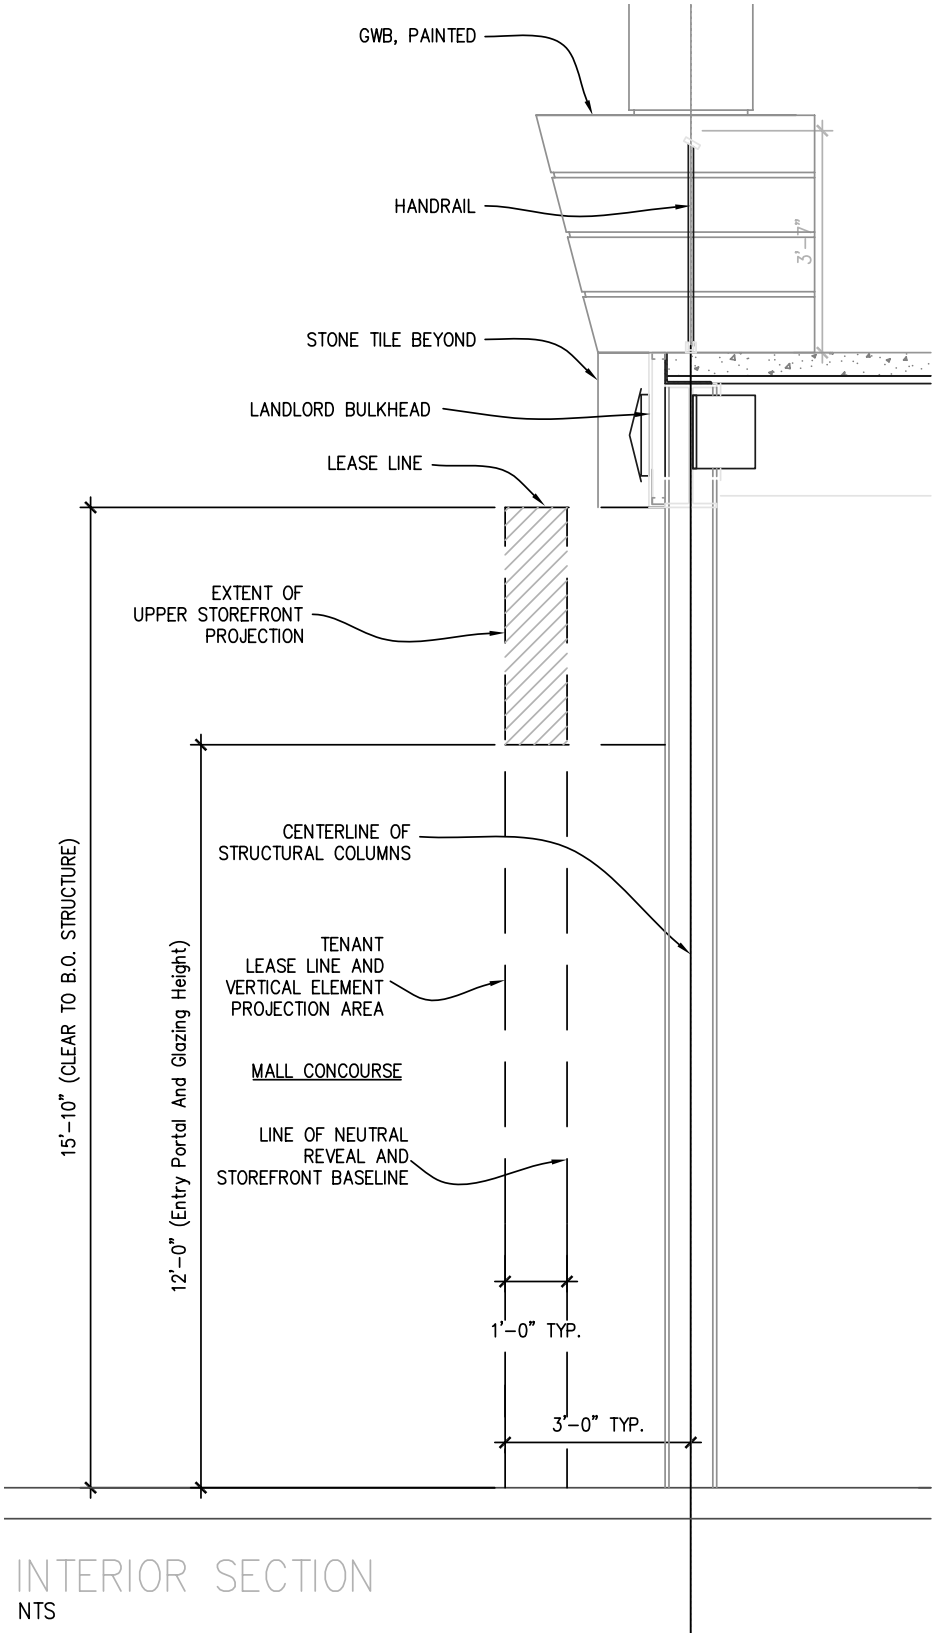 GWB, PAINTED
HANDRAIL
3'-7"
STONE TILE BEYOND
LANDLORD BULKHEAD
LEASE LINE
EXTENT OF
UPPER STOREFRONT
PROJECTION
CENTERLINE OF
STRUCTURAL COLUMNS
15'-10" (CLEAR TO B.O. STRUCTURE)
12'-0" (Entry Portal And Glazing Height)
TENANT
LEASE LINE AND
VERTICAL ELEMENT
PROJECTION AREA
MALL CONCOURSE
LINE OF NEUTRAL
REVEAL AND
STOREFRONT BASELINE
1'-0" TYP.
3'-0" TYP.
INTERIOR SECTION
NTS